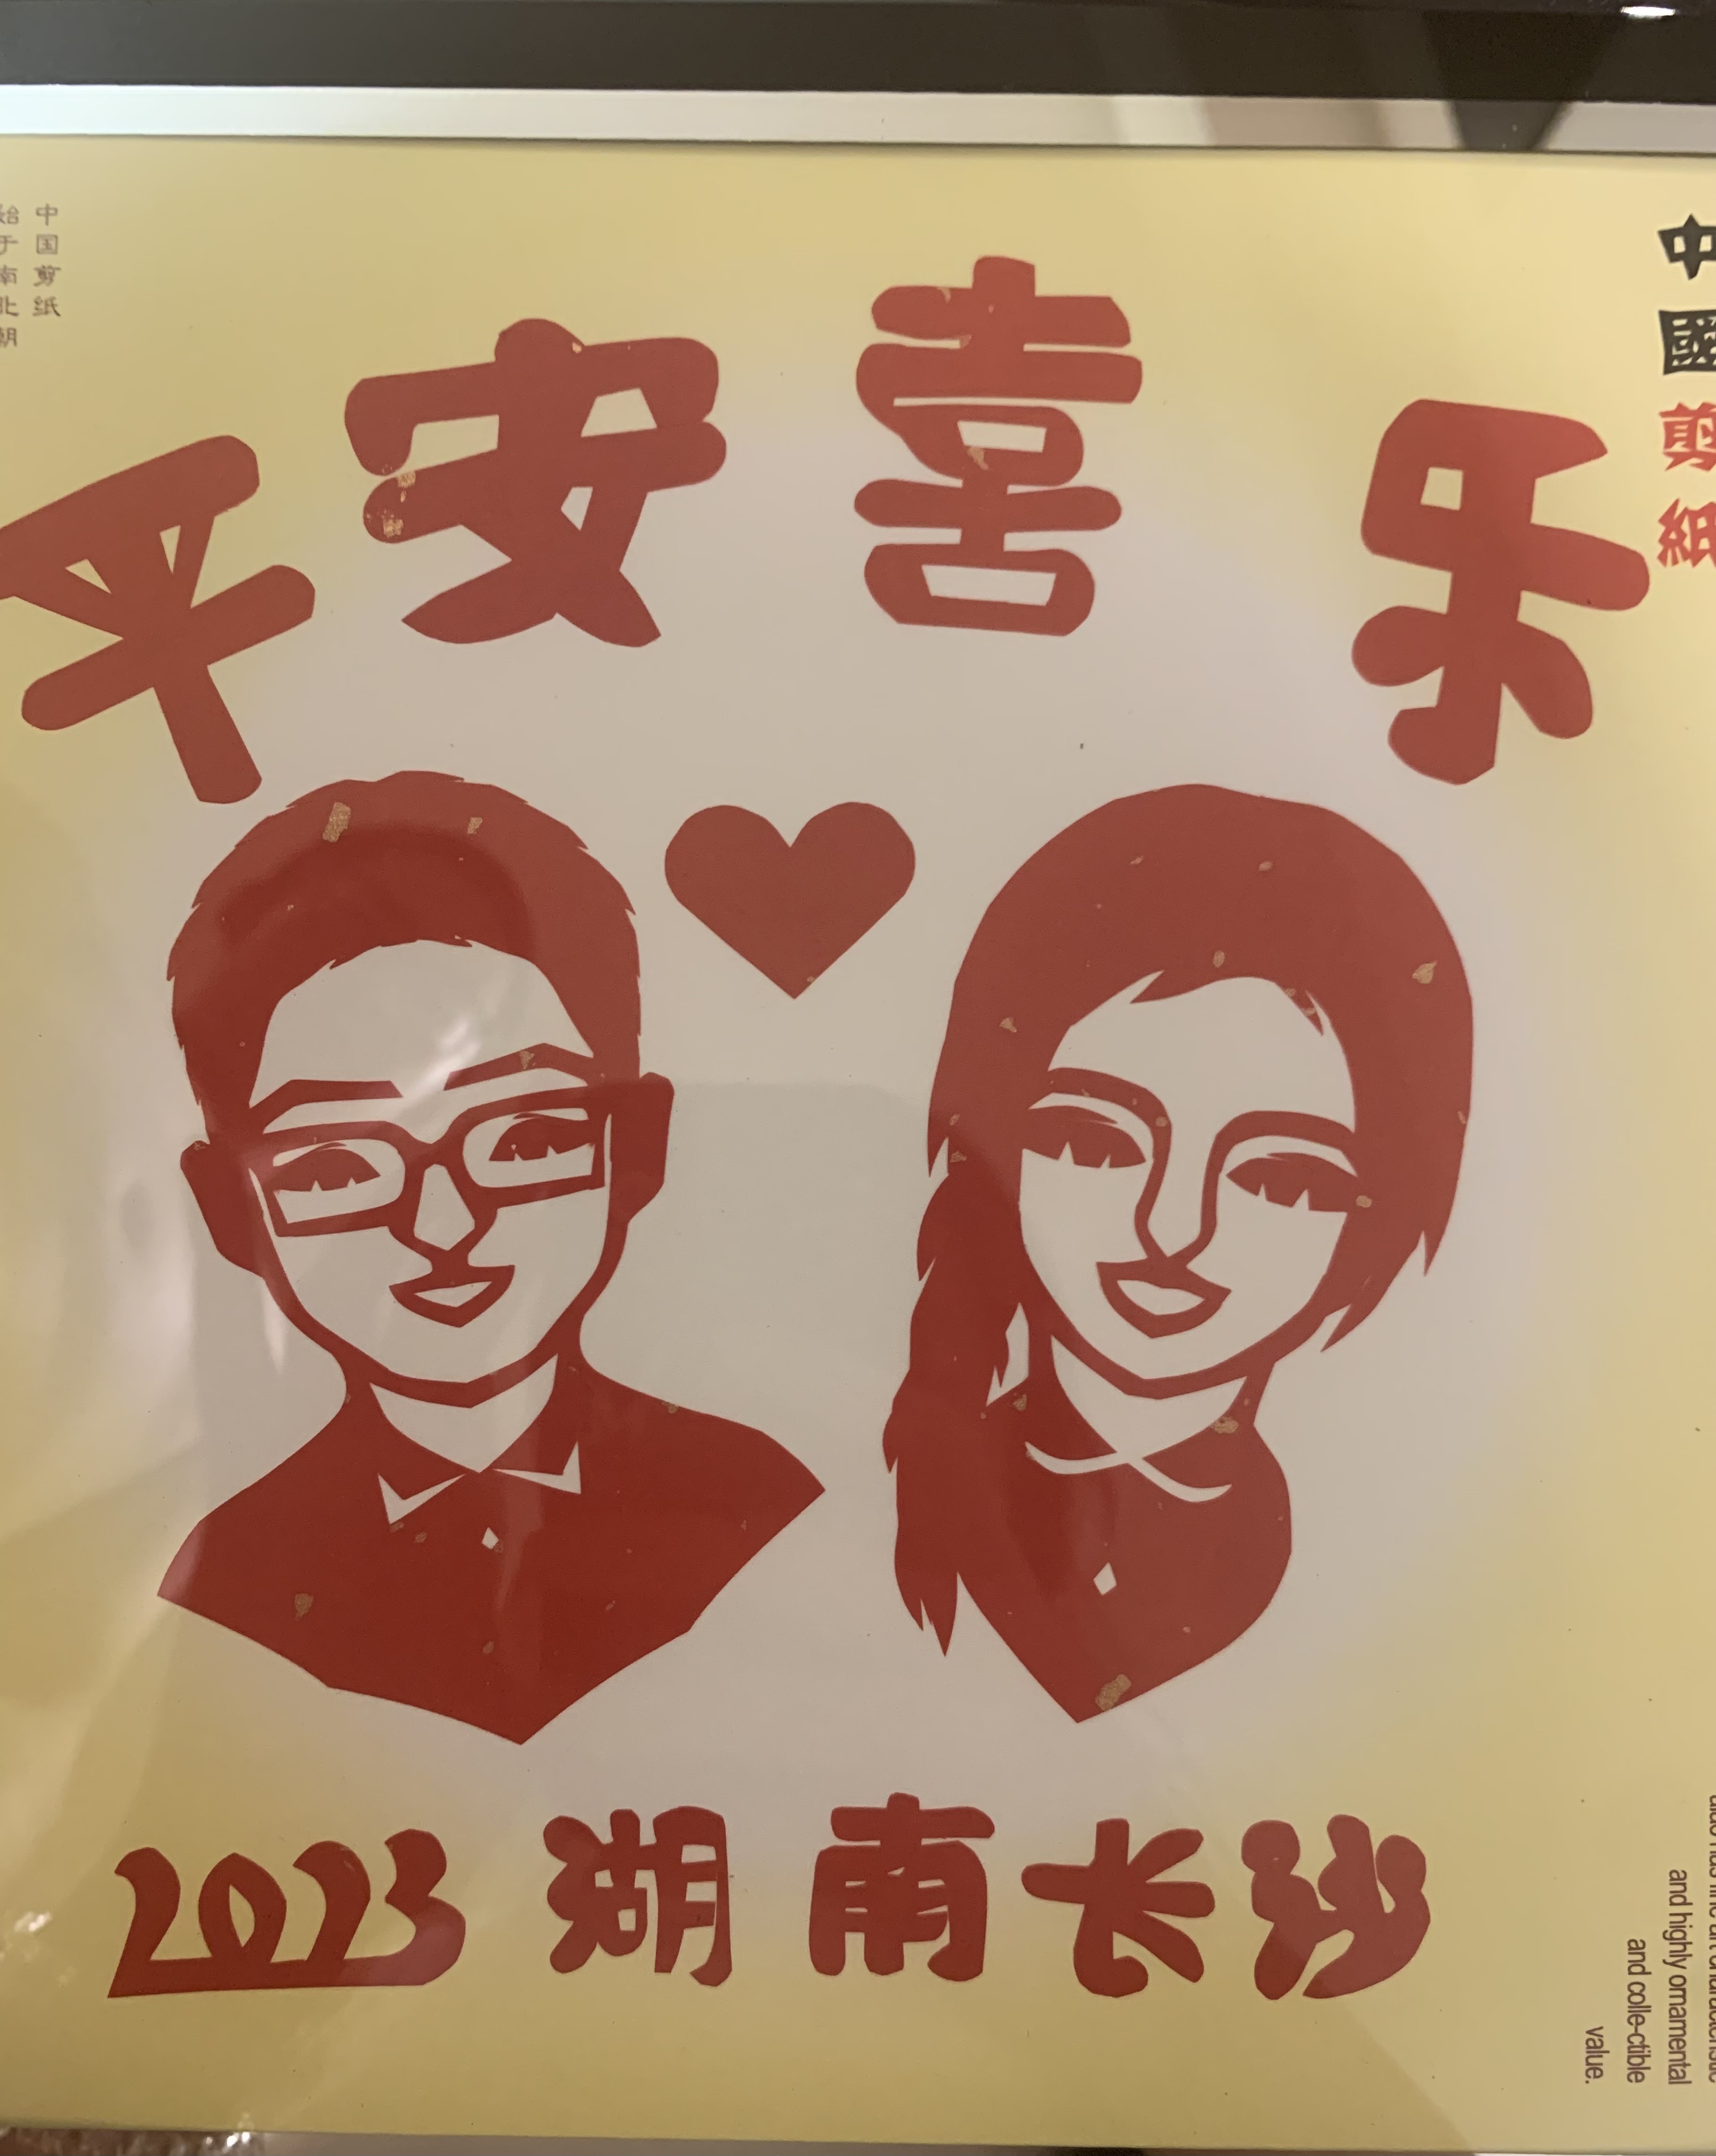 平安喜乐
2023 湖南长沙
中国剪纸
始于南北朝
中國剪紙
and highly ornamental
and colle-ctible
value.